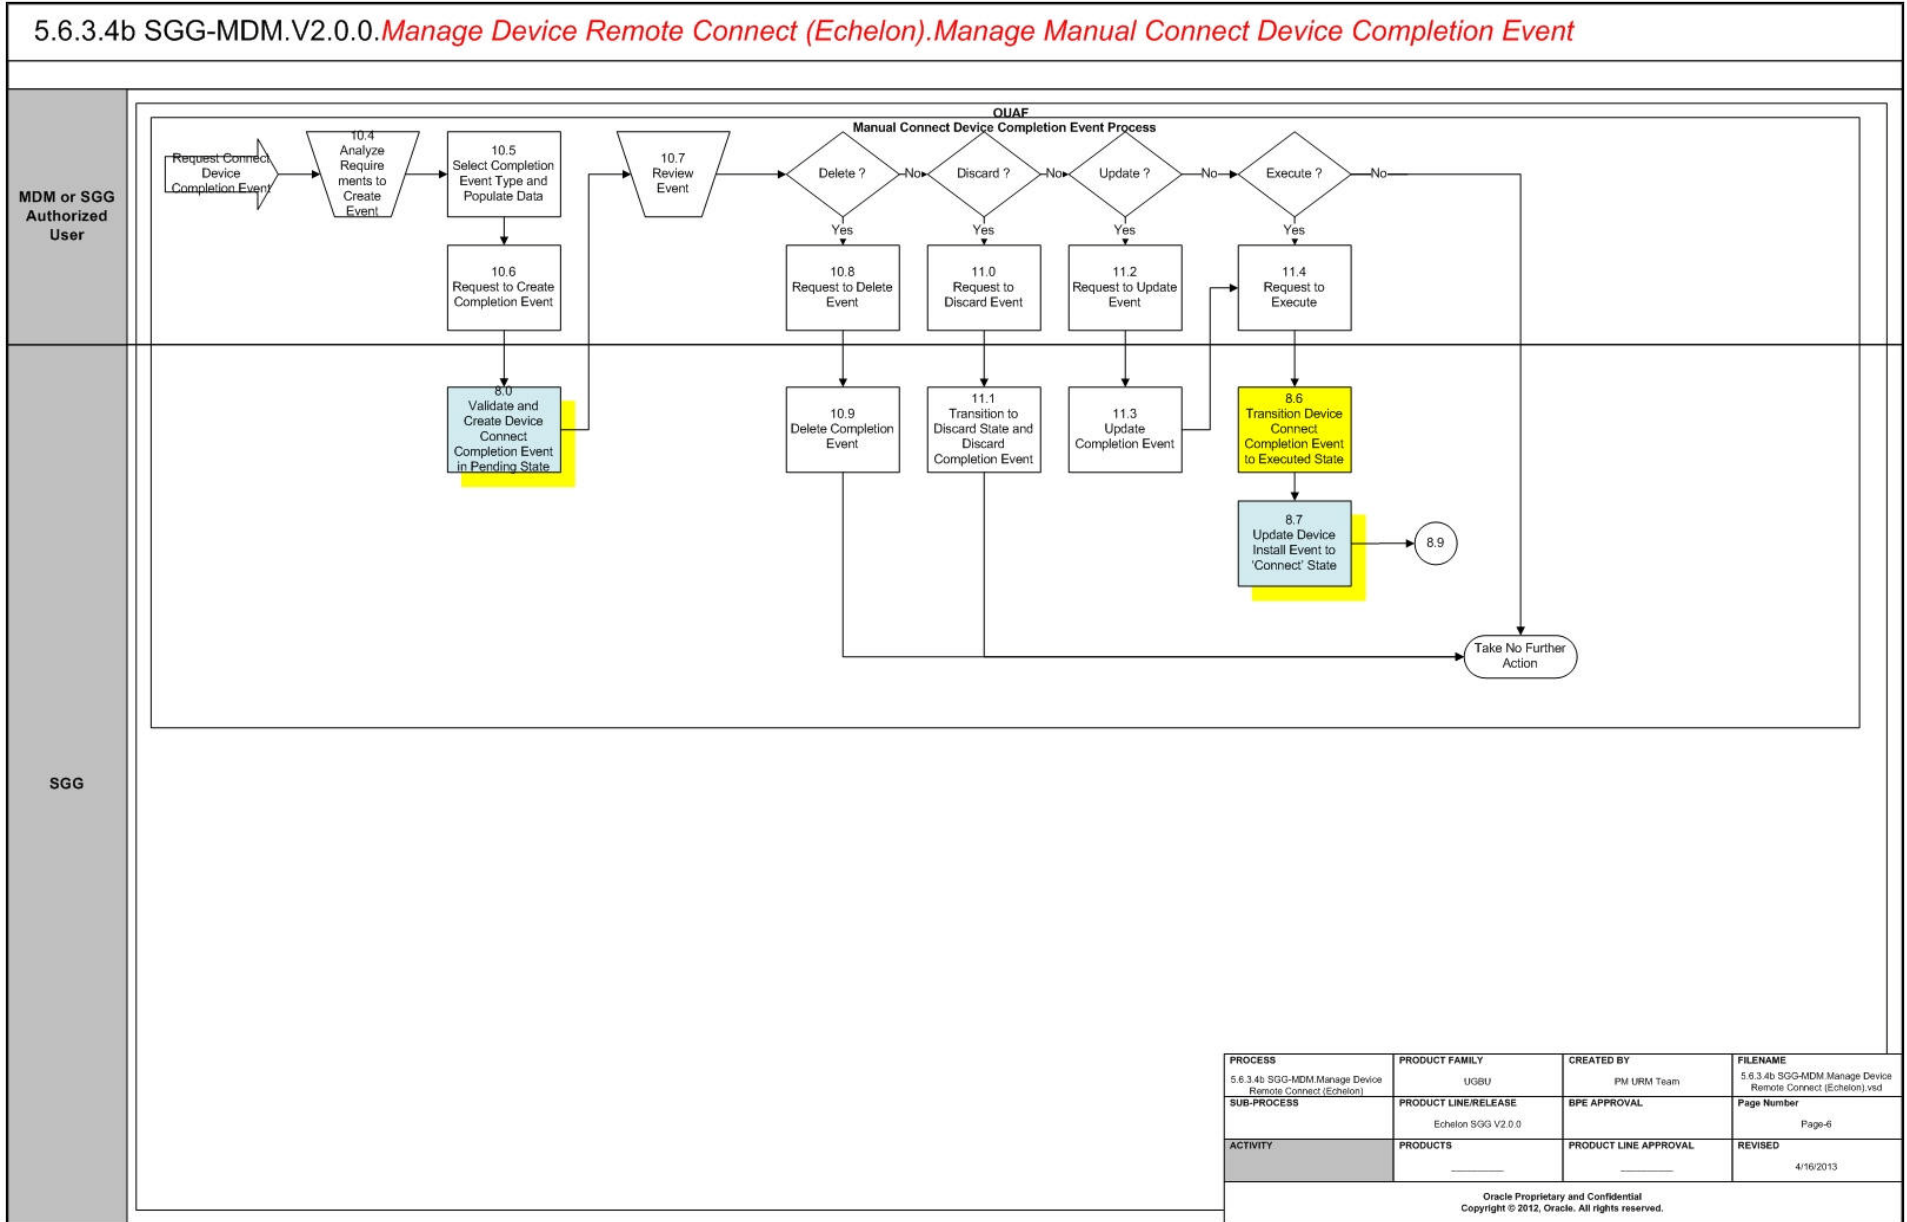 5.6.3.4b SGG-MDM.V2.0.0.Manage Device Remote Connect (Echelon).Manage Manual Connect Device Completion Event
OUAF
Manual Connect Device Completion Event Process
MDM or SGG
Authorized
User
Request Connect
Device
Completion Event
10.4
Analyze
Require
ments to
Create
Event
10.5
Select Completion
Event Type and
Populate Data
10.7
Review
Event
Delete ?
No
Discard ?
No
Update ?
No
Execute ?
No
Yes
Yes
Yes
Yes
10.6
Request to Create
Completion Event
10.8
Request to Delete
Event
11.0
Request to
Discard Event
11.2
Request to Update
Event
11.4
Request to
Execute
SGG
8.0
Validate and
Create Device
Connect
Completion Event
in Pending State
10.9
Delete Completion
Event
11.1
Transition to
Discard State and
Discard
Completion Event
11.3
Update
Completion Event
8.6
Transition Device
Connect
Completion Event
to Executed State
8.7
Update Device
Install Event to
'Connect' State
8.9
Take No Further
Action
PROCESS
5.6.3.4b SGG-MDM.Manage Device
Remote Connect (Echelon)
PRODUCT FAMILY
UGBU
CREATED BY
PM URM Team
FILENAME
5.6.3.4b SGG-MDM.Manage Device
Remote Connect (Echelon).vsd
SUB-PROCESS
PRODUCT LINE/RELEASE
Echelon SGG V2.0.0
BPE APPROVAL
Page Number
Page-6
ACTIVITY
PRODUCTS
PRODUCT LINE APPROVAL
REVISED
4/16/2013
Oracle Proprietary and Confidential
Copyright © 2012, Oracle. All rights reserved.